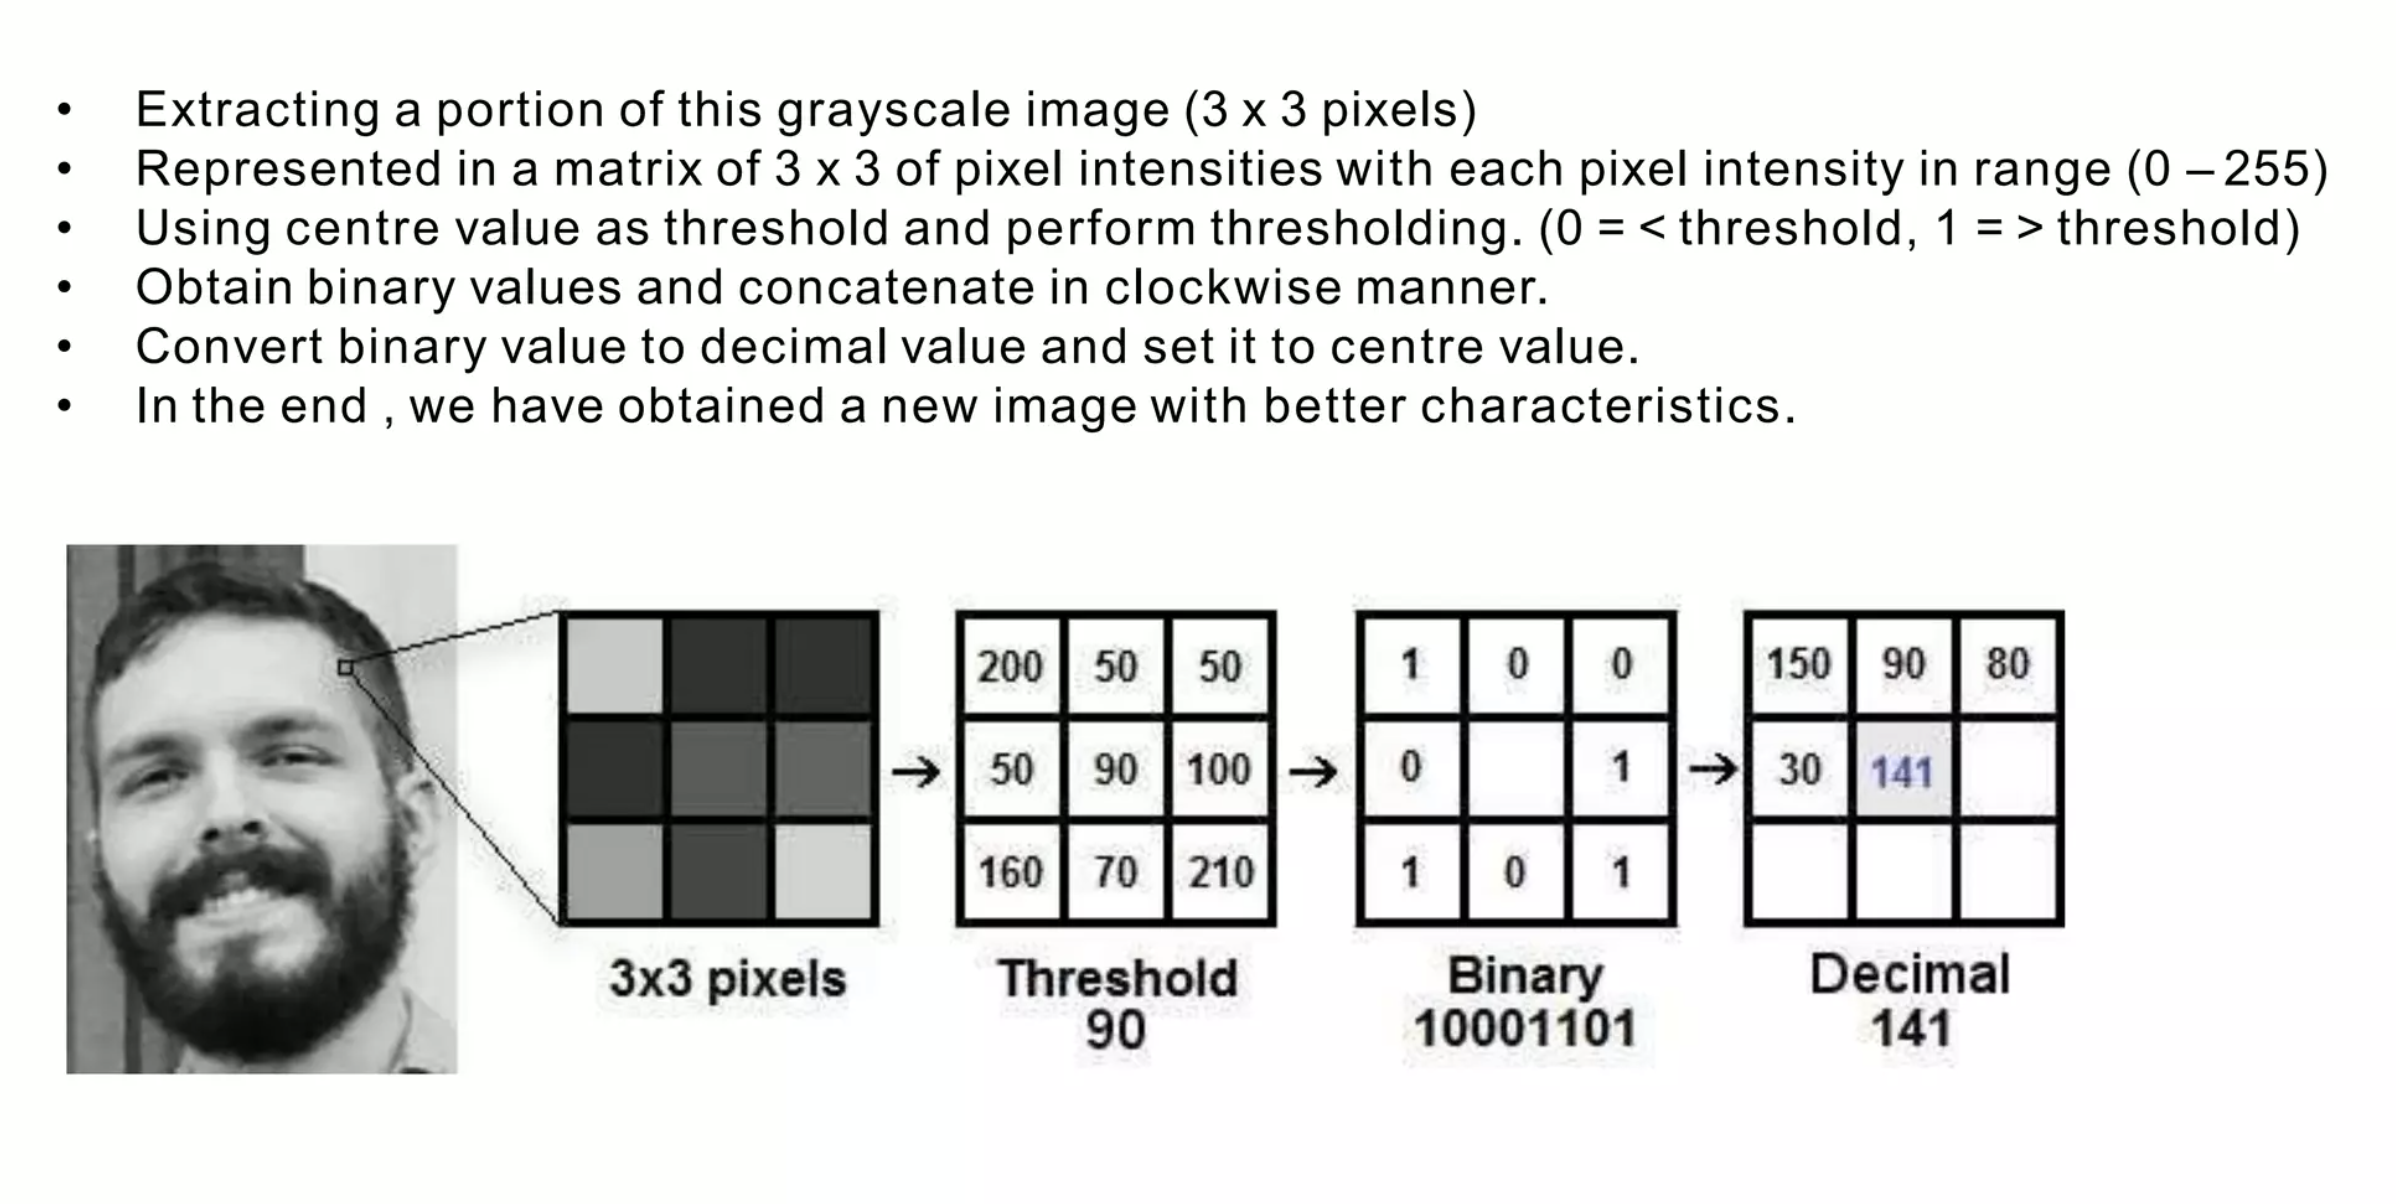 • Extracting a portion of this grayscale image (3 x 3 pixels)
• Represented in a matrix of 3 x 3 of pixel intensities with each pixel intensity in range (0 – 255)
• Using centre value as threshold and perform thresholding. (0 = < threshold, 1 = > threshold)
• Obtain binary values and concatenate in clockwise manner.
• Convert binary value to decimal value and set it to centre value.
• In the end , we have obtained a new image with better characteristics.
200 50 50 1 0 0 150 90 80
50 90 100 0 1 30 141
160 70 210 1 0 1
3x3 pixels Threshold Binary Decimal
90 10001101 141